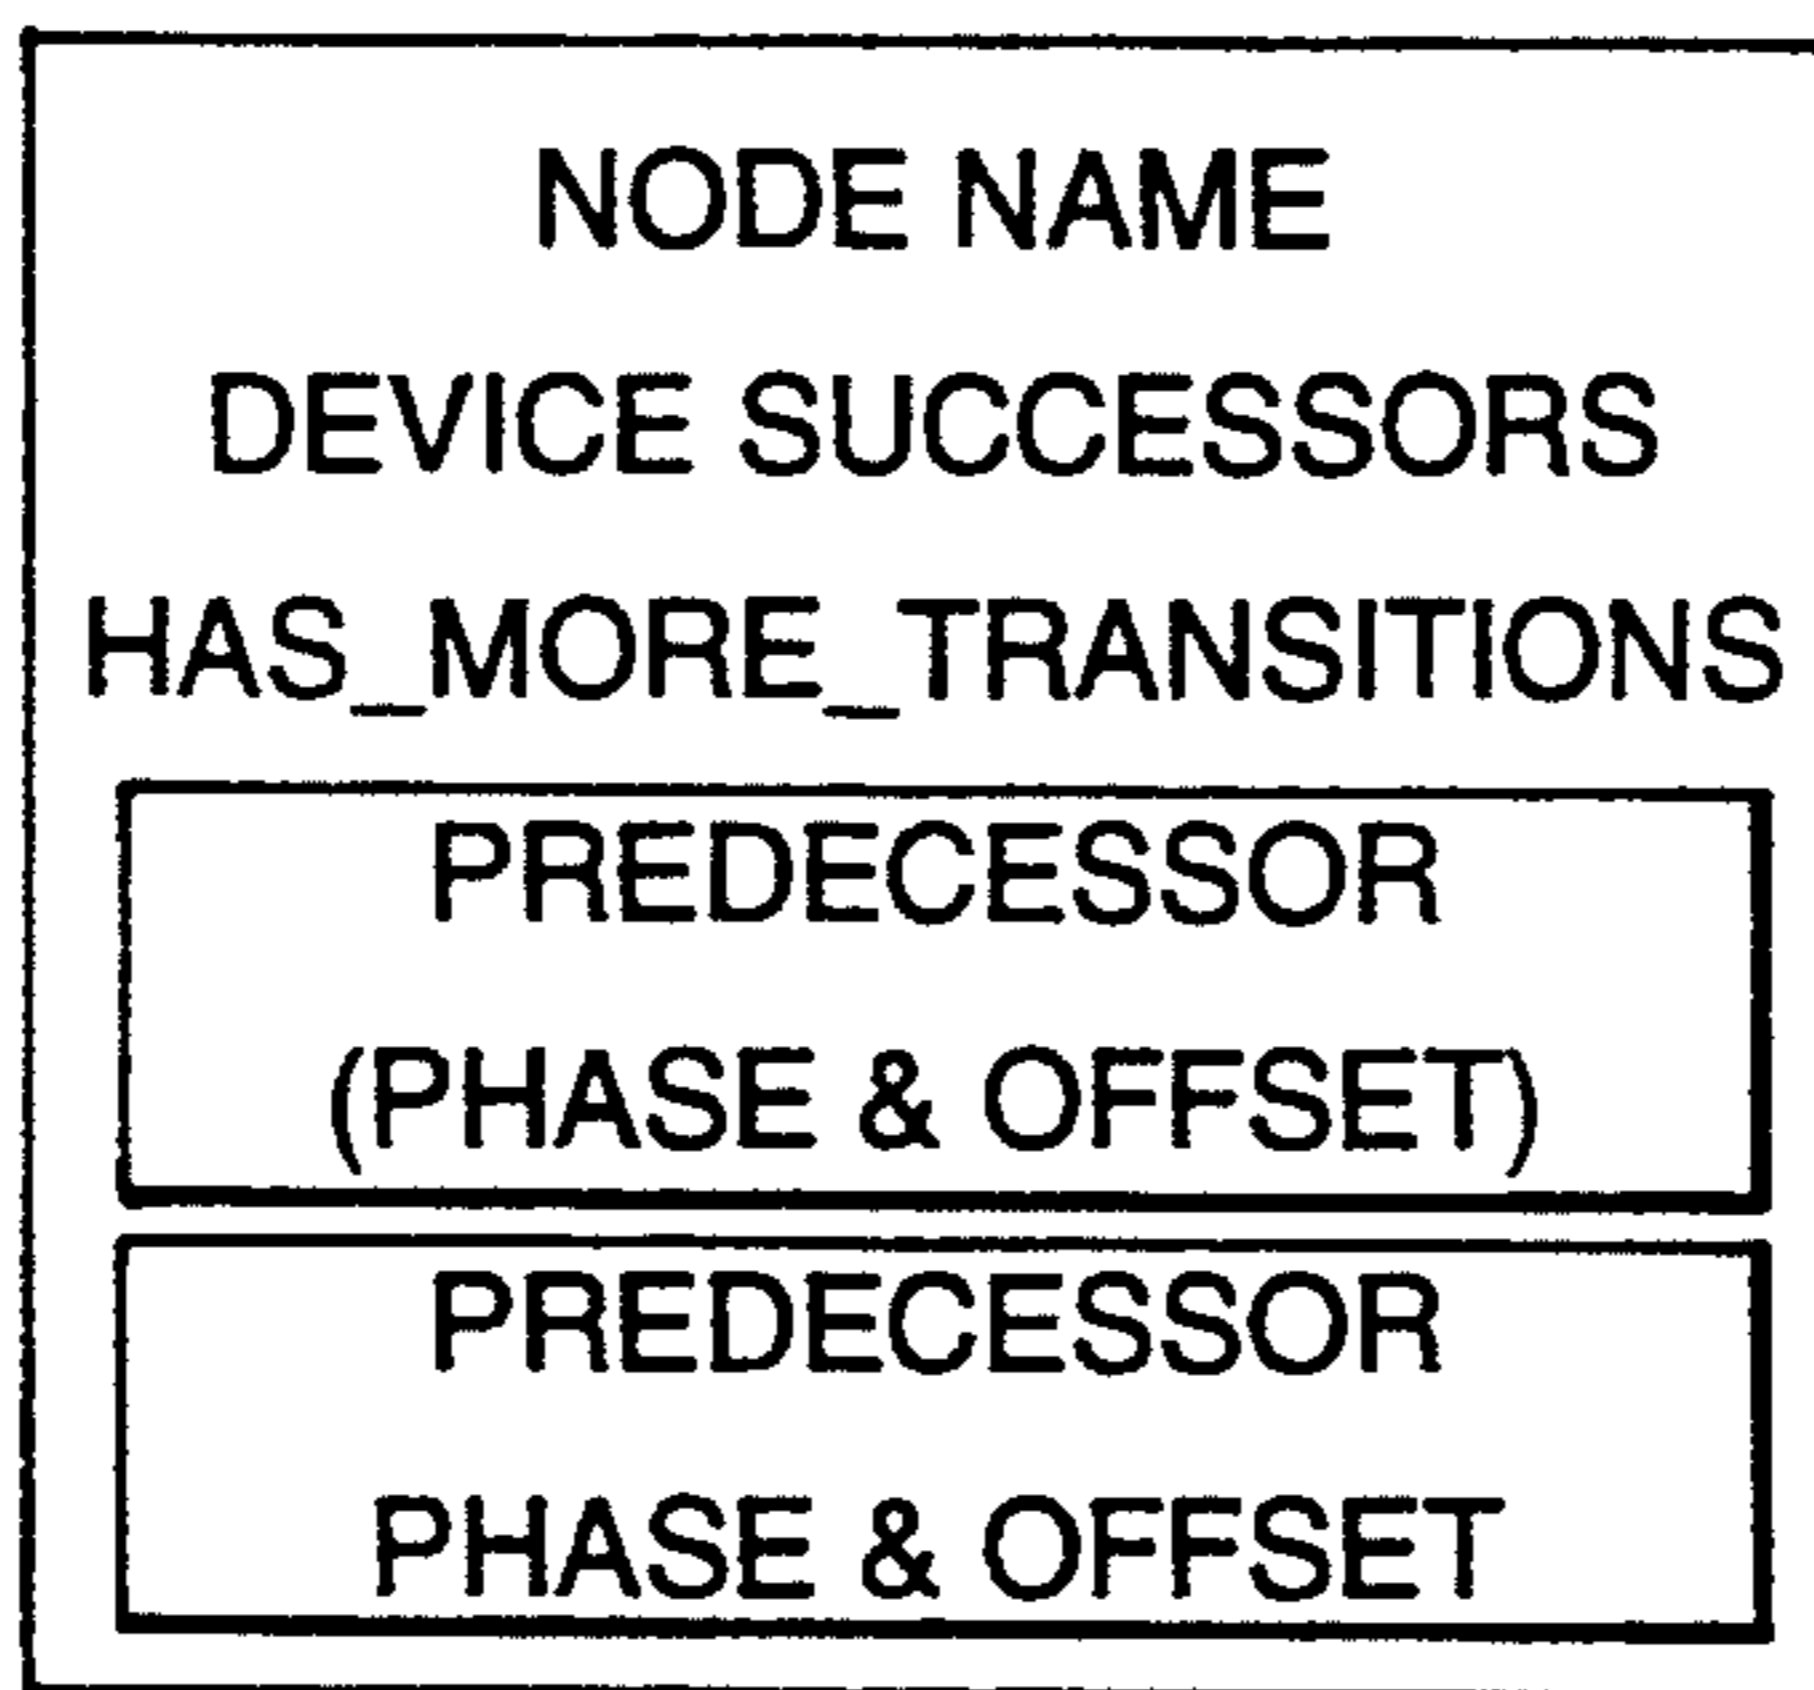 NODE NAME
DEVICE SUCCESSORS
HAS_MORE_TRANSITIONS
PREDECESSOR
(PHASE & OFFSET)
PREDECESSOR
PHASE & OFFSET